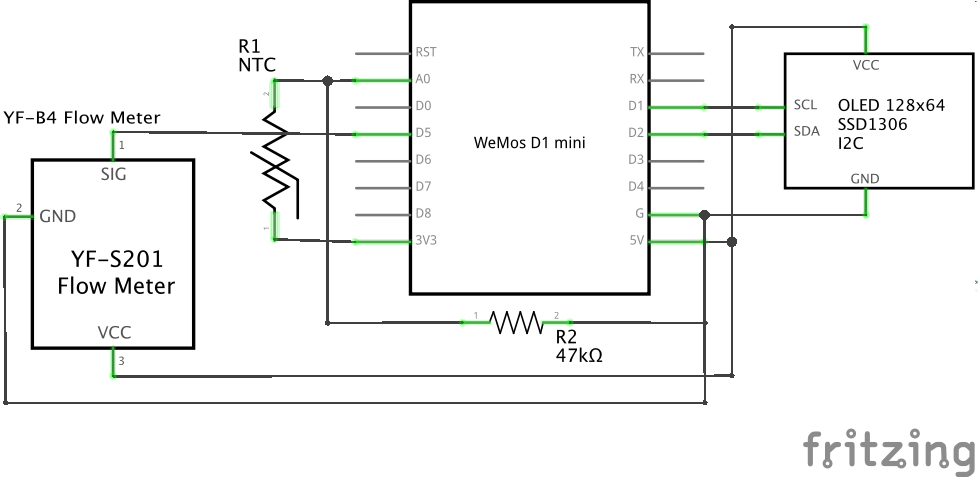 R1
NTC
2
1
YF-B4 Flow Meter
1
SIG
2
GND
YF-S201
Flow Meter
VCC
3
RST
A0
D0
D5
D6
D7
D8
3V3
WeMos D1 mini
TX
RX
D1
D2
D3
D4
G
5V
VCC
SCL
SDA
OLED 128x64
SSD1306
I2C
GND
1
2
R2
47kΩ
fritzing